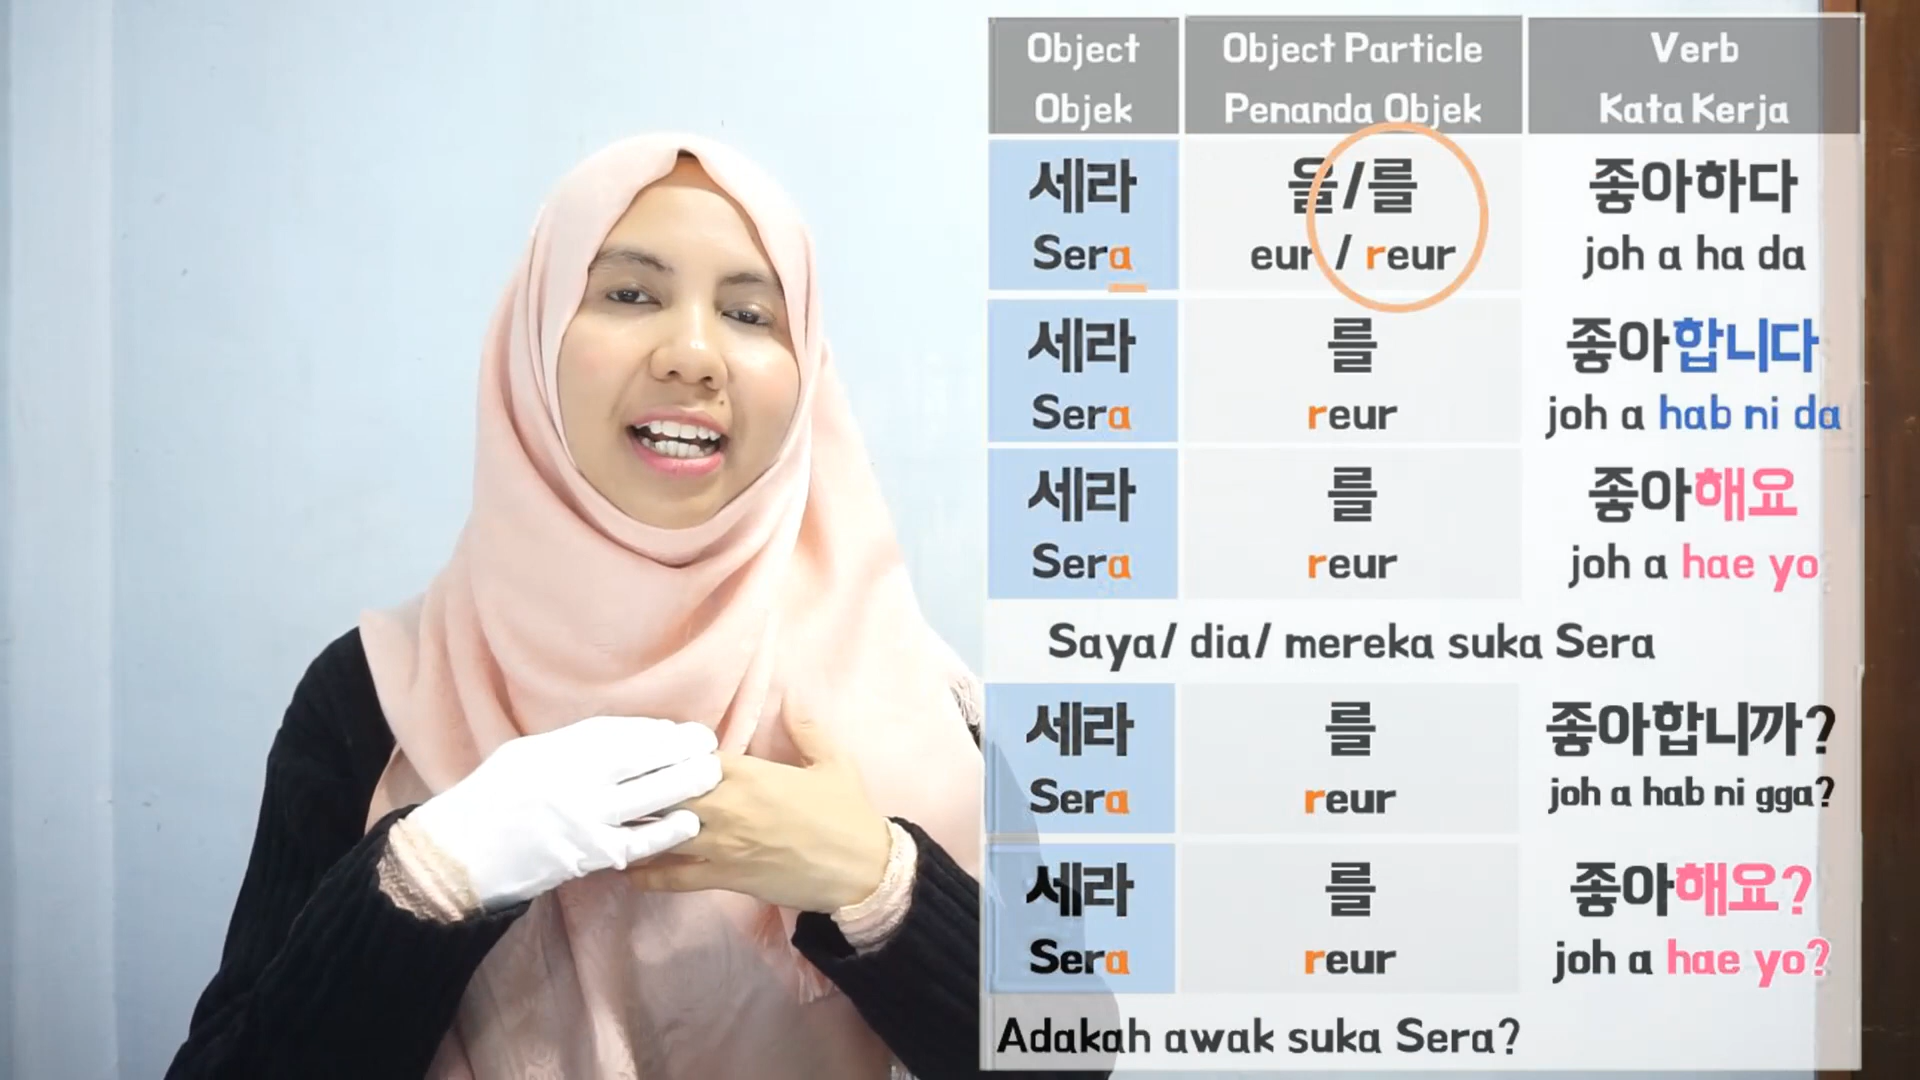 Object Object Particle Verb
Objek Penanda Objek Kata Kerja
세라 을/를 좋아하다
Sera eur / reur joh a ha da
세라 를 좋아합니다
Sera reur joh a hab ni da
세라 를 좋아해요
Sera reur joh a hae yo
Saya/ dia/ mereka suka Sera
세라 를 좋아합니까?
Sera reur joh a hab ni gga?
세라 를 좋아해요?
Sera reur joh a hae yo?
Adakah awak suka Sera?